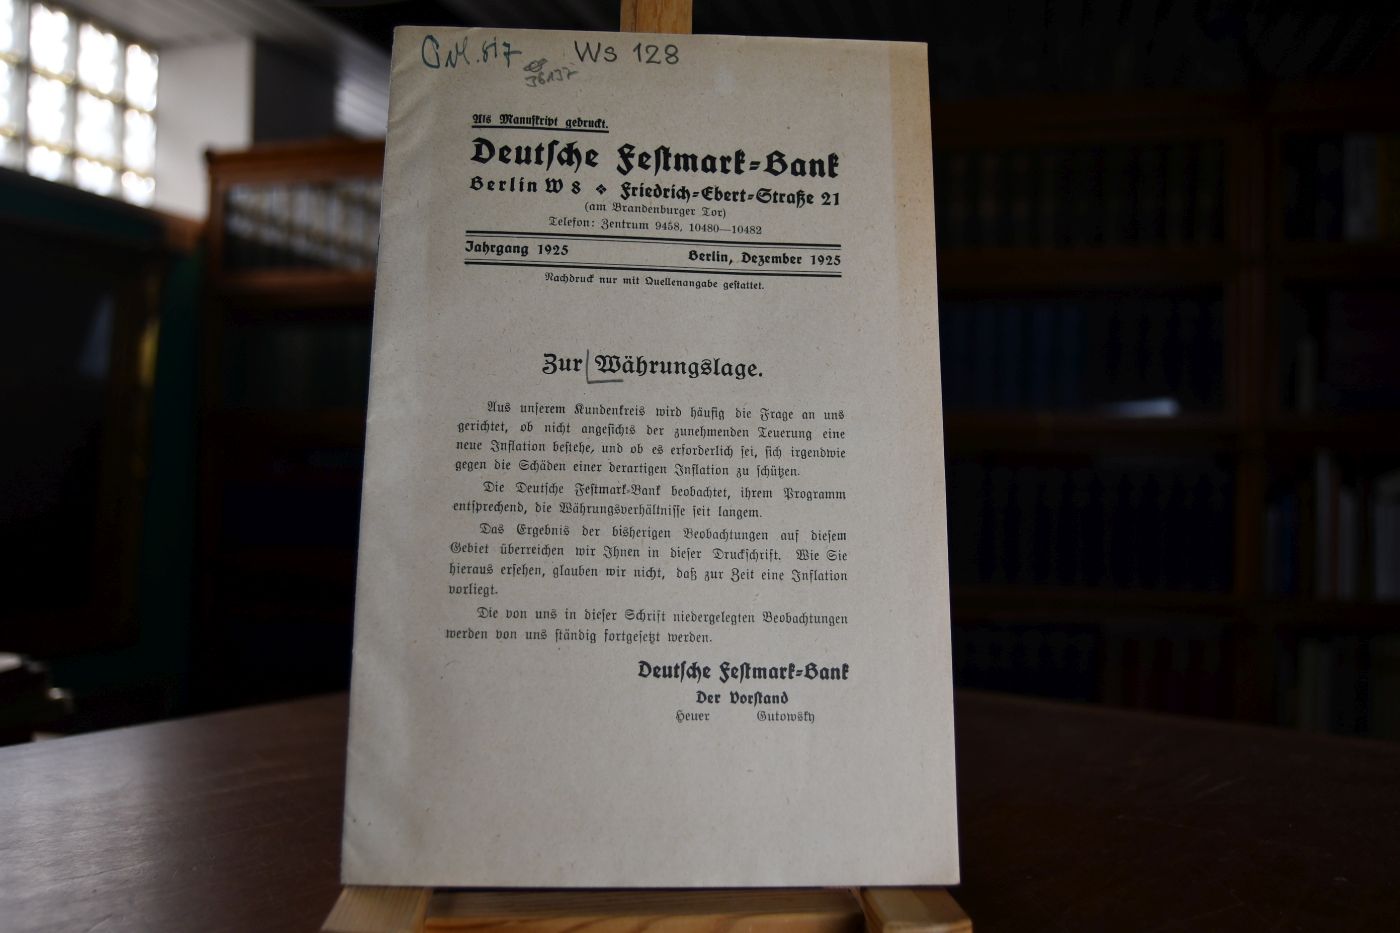 Ws 128
Als Manuskript gedruckt.
Deutsche Festmark-Bank
Berlin W 8 ❖ Friedrich-Ebert-Straße 21
(am Brandenburger Tor)
Telefon: Zentrum 9458, 10480—10482
Jahrgang 1925 Berlin, Dezember 1925
Nachdruck nur mit Quellenangabe gestattet.
Zur Währungslage.
Aus unserem Kundenkreis wird häufig die Frage an uns
gerichtet, ob nicht angesichts der zunehmenden Teuerung eine
neue Inflation bestehe, und ob es erforderlich sei, sich irgendwie
gegen die Schäden einer derartigen Inflation zu schützen.
Die Deutsche Festmark-Bank beobachtet, ihrem Programm
entsprechend, die Währungsverhältnisse seit langem.
Das Ergebnis der bisherigen Beobachtungen auf diesem
Gebiet überreichen wir Ihnen in dieser Druckschrift. Wie Sie
hieraus ersehen, glauben wir nicht, daß zur Zeit eine Inflation
vorliegt.
Die von uns in dieser Schrift niedergelegten Beobachtungen
werden von uns ständig fortgesetzt werden.
Deutsche Festmark-Bank
Der Vorstand
Heuer Gutowsky